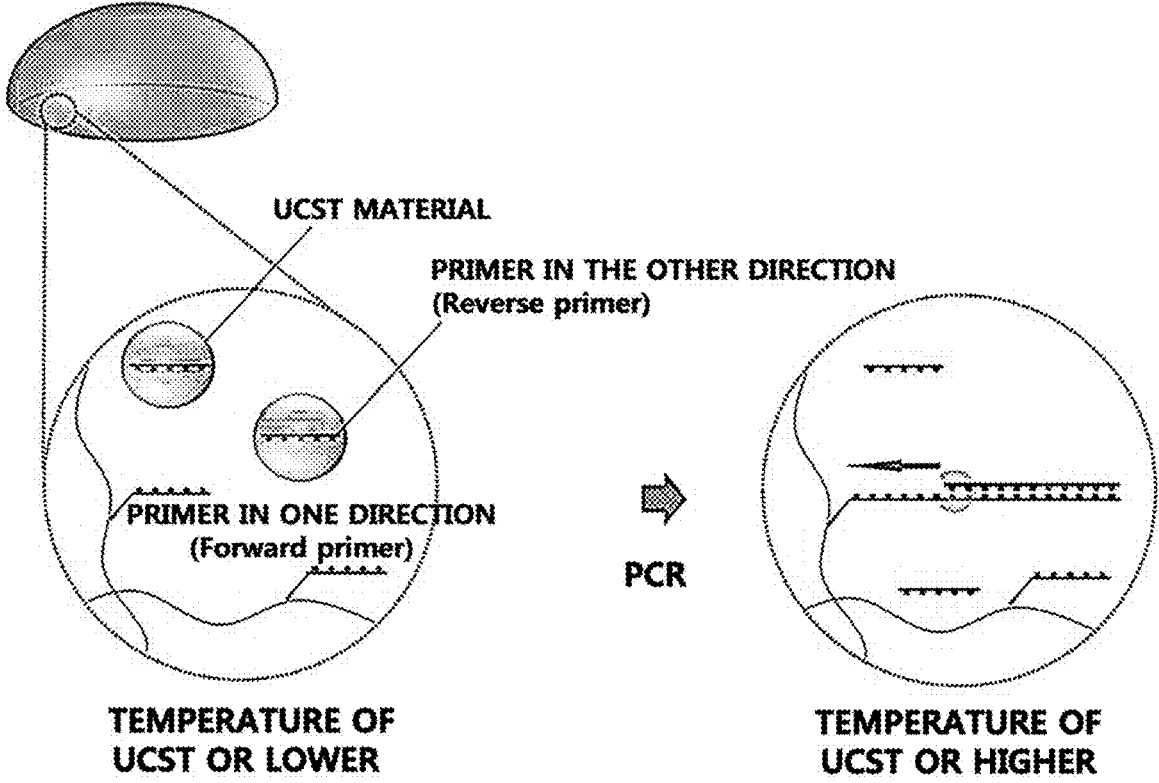 UCST MATERIAL
PRIMER IN THE OTHER DIRECTION
(Reverse primer)
PRIMER IN ONE DIRECTION
(Forward primer)
PCR
TEMPERATURE OF
UCST OR LOWER
TEMPERATURE OF
UCST OR HIGHER